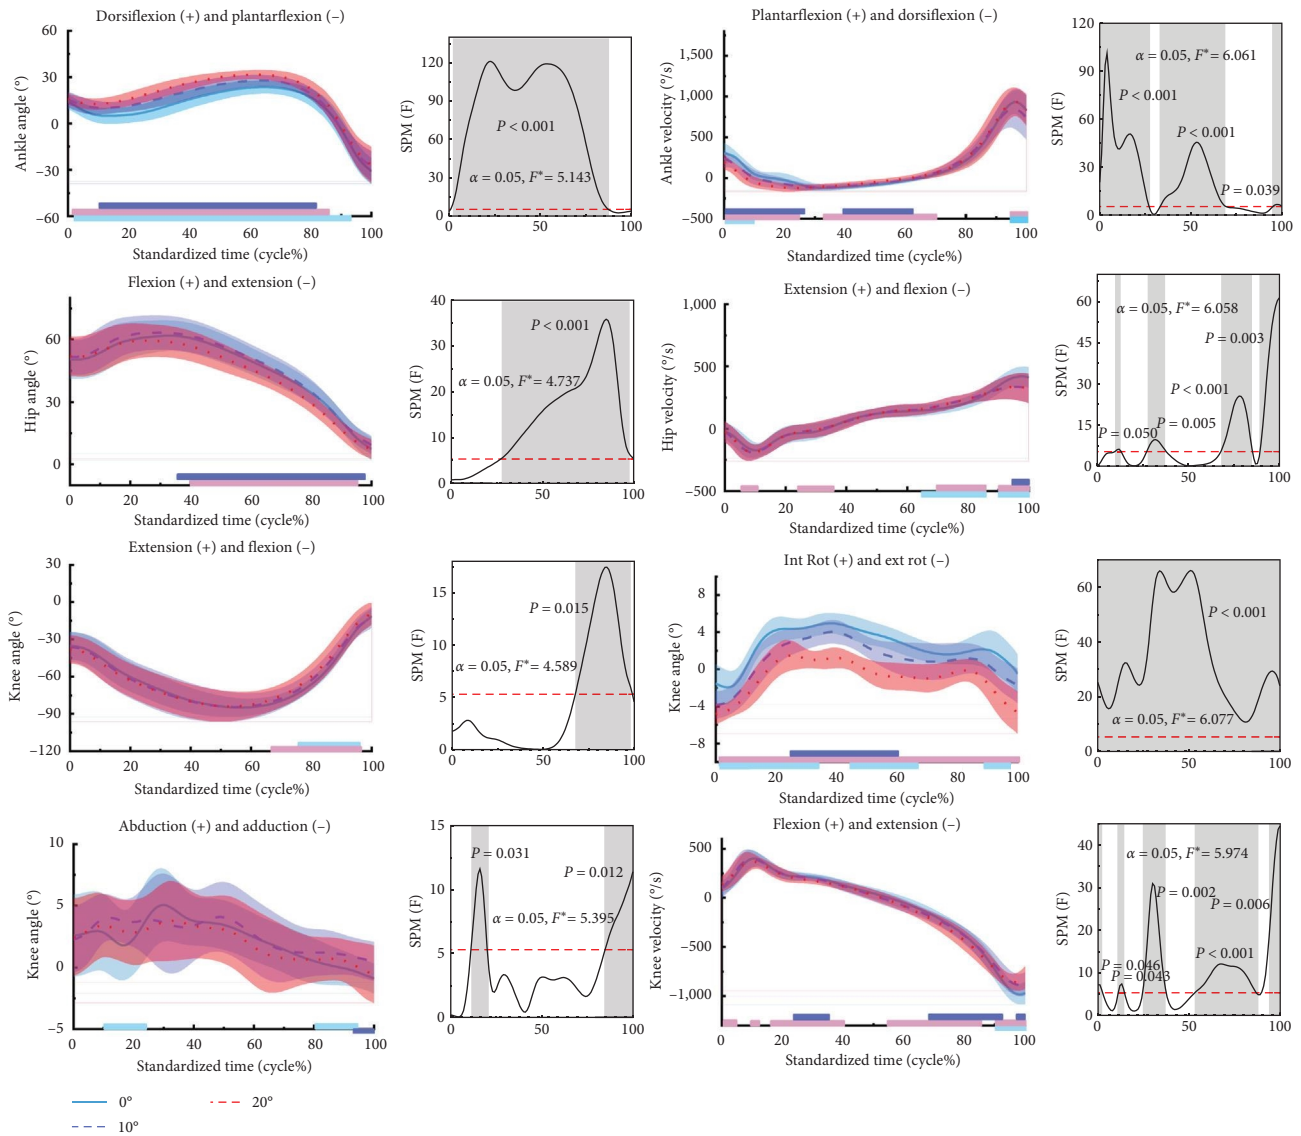 Dorsiflexion (+) and plantarflexion (−)
Ankle angle (°)
60
30
0
−30
−60
0 20 40 60 80 100
Standardized time (cycle%)
SPM (F)
120
90
60
30
0
P < 0.001
α = 0.05, F* = 5.143
0 50 100
Plantarflexion (+) and dorsiflexion (−)
Ankle velocity (°/s)
1,500
1,000
500
0
−500
0 20 40 60 80 100
Standardized time (cycle%)
SPM (F)
120
90
60
30
0
α = 0.05, F* = 6.061
P < 0.001
P < 0.001
P = 0.039
0 50 100
Flexion (+) and extension (−)
Hip angle (°)
60
30
0
0 20 40 60 80 100
Standardized time (cycle%)
SPM (F)
40
30
20
10
0
P < 0.001
α = 0.05, F* = 4.737
0 50 100
Extension (+) and flexion (−)
Hip velocity (°/s)
1,000
500
0
−500
0 20 40 60 80 100
Standardized time (cycle%)
SPM (F)
60
45
30
15
0
α = 0.05, F* = 6.058
P = 0.003
P < 0.001
P = 0.005
P = 0.050
0 50 100
Extension (+) and flexion (−)
Knee angle (°)
30
0
−30
−60
−90
−120
0 20 40 60 80 100
Standardized time (cycle%)
SPM (F)
15
10
5
0
P = 0.015
α = 0.05, F* = 4.589
0 50 100
Int Rot (+) and ext rot (−)
Knee angle (°)
8
4
0
−4
−8
0 20 40 60 80 100
Standardized time (cycle%)
SPM (F)
60
40
20
0
P < 0.001
α = 0.05, F* = 6.077
0 50 100
Abduction (+) and adduction (−)
Knee angle (°)
10
5
0
−5
0 20 40 60 80 100
Standardized time (cycle%)
SPM (F)
15
10
5
0
P = 0.031
P = 0.012
α = 0.05, F* = 5.395
0 50 100
Flexion (+) and extension (−)
Knee velocity (°/s)
500
0
−500
−1,000
0 20 40 60 80 100
Standardized time (cycle%)
SPM (F)
45
40
30
20
10
0
α = 0.05, F* = 5.974
P = 0.002
P = 0.006
P < 0.001
P = 0.046
P = 0.043
0 50 100
0°
10°
20°